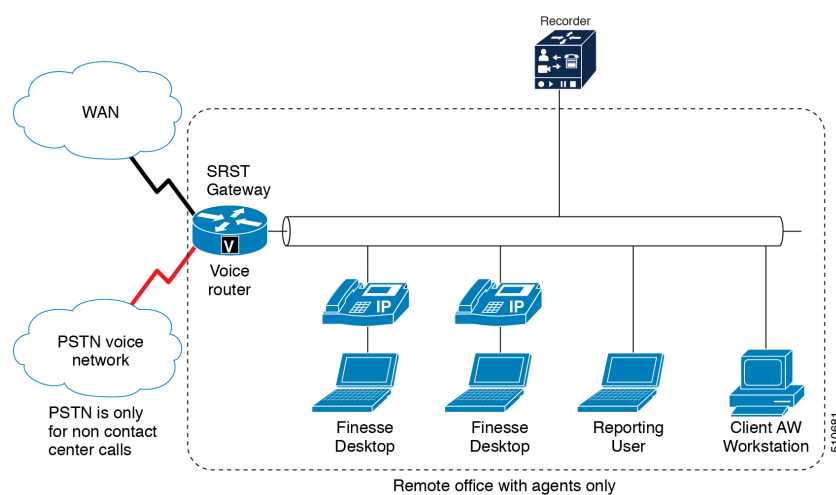 Recorder
WAN
SRST
Gateway
V
Voice
router
IP
IP
PSTN voice
network
PSTN is only
for non contact
center calls
Finesse
Desktop
Finesse
Desktop
Reporting
User
Client AW
Workstation
510681
Remote office with agents only